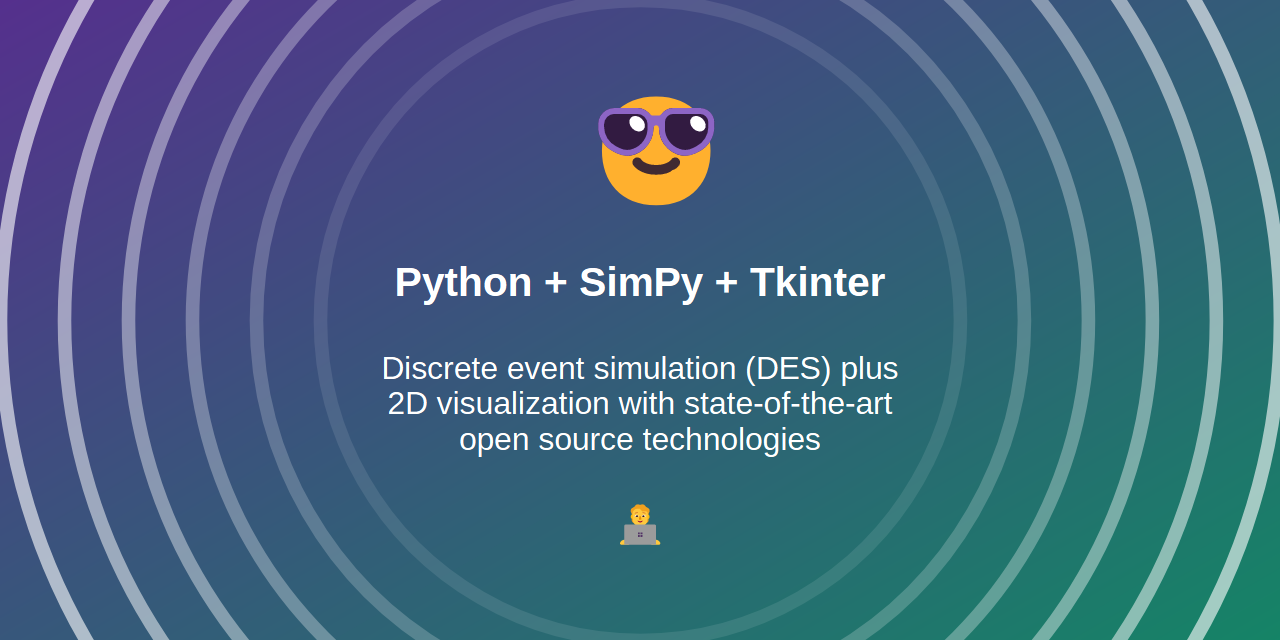 Python + SimPy + Tkinter
Discrete event simulation (DES) plus
2D visualization with state-of-the-art
open source technologies